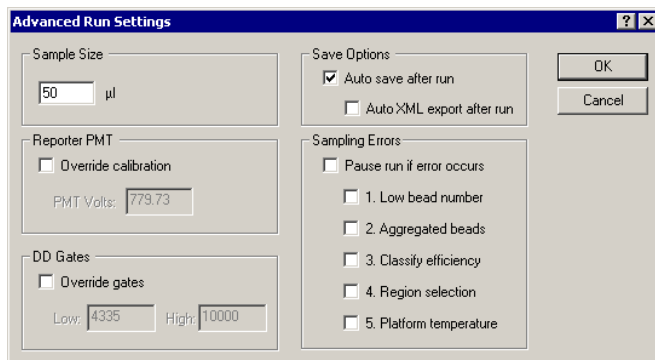 Advanced Run Settings
Sample Size
50 µl
Reporter PMT
Override calibration
PMT Volts: 779.73
DD Gates
Override gates
Low: 4335 High: 10000
Save Options
Auto save after run
Auto XML export after run
Sampling Errors
Pause run if error occurs
1. Low bead number
2. Aggregated beads
3. Classify efficiency
4. Region selection
5. Platform temperature
OK
Cancel